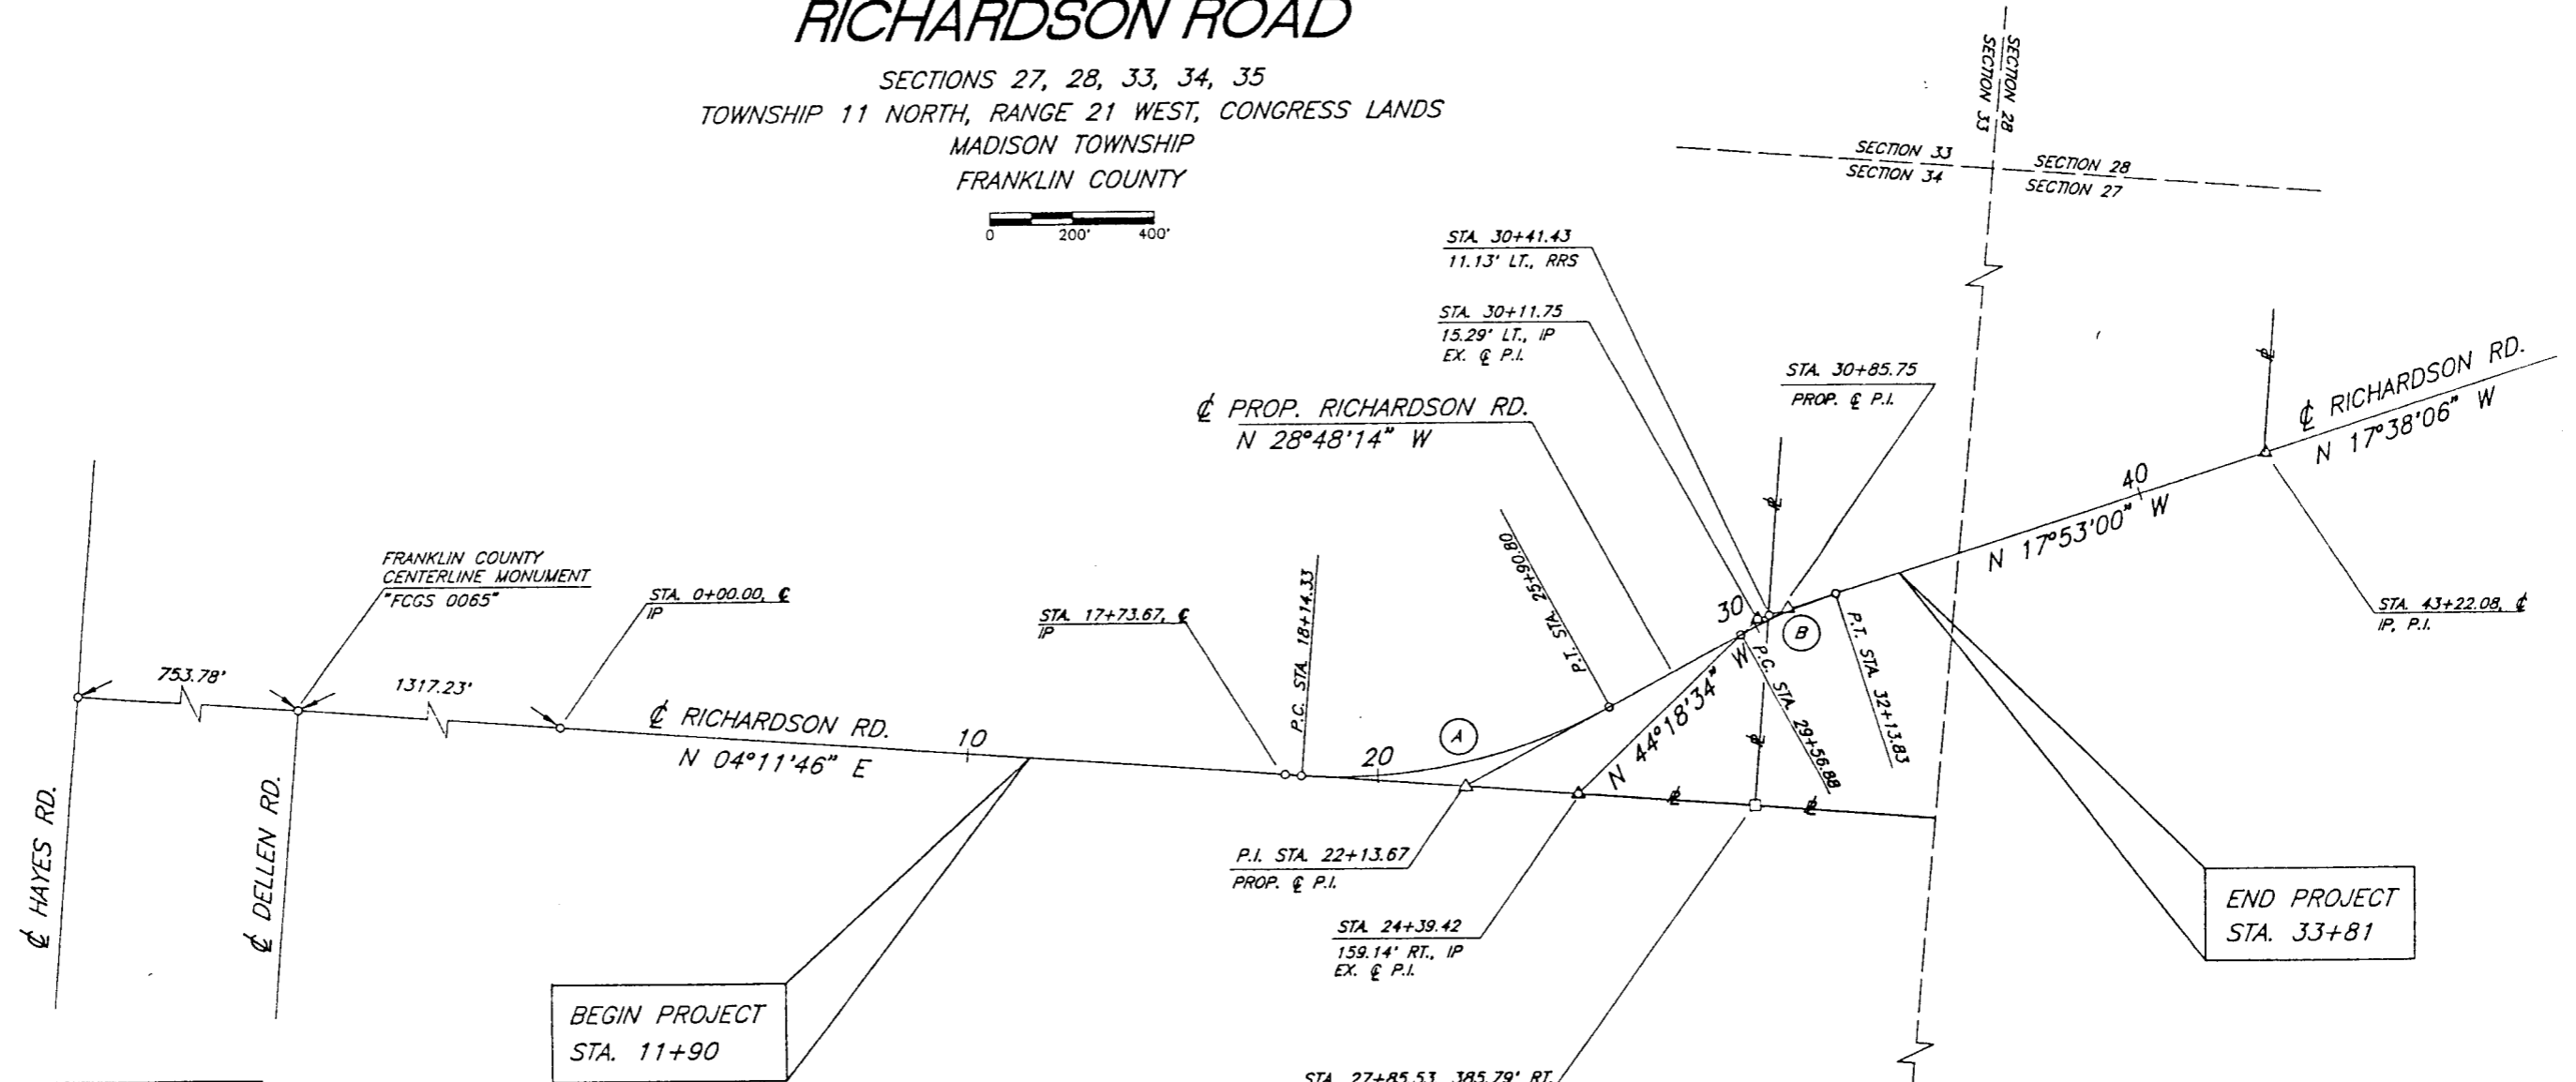 RICHARDSON ROAD
SECTIONS 27, 28, 33, 34, 35
TOWNSHIP 11 NORTH, RANGE 21 WEST, CONGRESS LANDS
MADISON TOWNSHIP
FRANKLIN COUNTY
0 200' 400'
SECTION 28
SECTION 33
SECTION 33
SECTION 34
SECTION 28
SECTION 27
STA. 30+41.43
11.13' LT., RRS
STA. 30+11.75
15.29' LT., IP
EX. ℄ P.I.
STA. 30+85.75
PROP. ℄ P.I.
℄ PROP. RICHARDSON RD.
N 28°48'14" W
℄ RICHARDSON RD.
N 17°38'06" W
40
N 17°53'00" W
STA. 43+22.08, ℄
IP, P.I.
FRANKLIN COUNTY
CENTERLINE MONUMENT
"FCGS 0065"
STA. 0+00.00, ℄
IP
STA. 17+73.67, ℄
IP
P.C. STA. 18+14.33
P.T. STA. 25+90.80
30
B
P.T. STA. 32+13.83
P.C. STA. 29+56.88
N 44°18'34" W
753.78'
1317.23'
℄ RICHARDSON RD.
N 04°11'46" E
10
20
A
℄ HAYES RD.
℄ DELLEN RD.
P.I. STA. 22+13.67
PROP. ℄ P.I.
STA. 24+39.42
159.14' RT., IP
EX. ℄ P.I.
END PROJECT
STA. 33+81
BEGIN PROJECT
STA. 11+90
STA. 27+85.53, 385.79' RT.